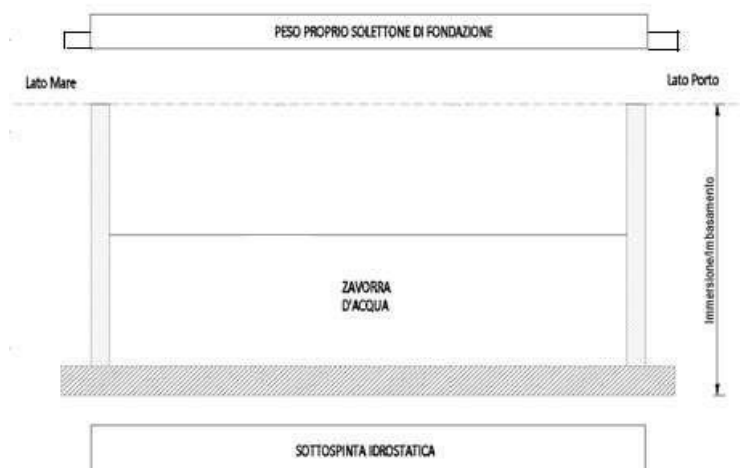 PESO PROPRIO SOLETTONE DI FONDAZIONE
Lato Mare
Lato Porto
Immersione/Imbasamento
ZAVORRA
D'ACQUA
SOTTOSPINTA IDROSTATICA